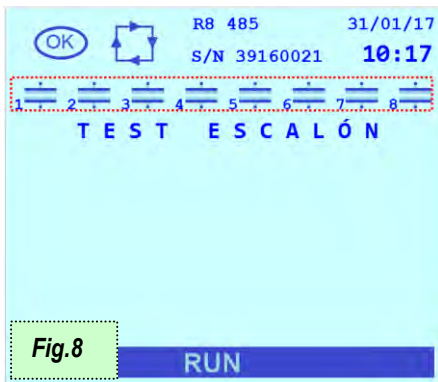 OK R8 485 31/01/17
S/N 39160021 10:17
1 2 3 4 5 6 7 8
TEST ESCALÓN
Fig.8 RUN